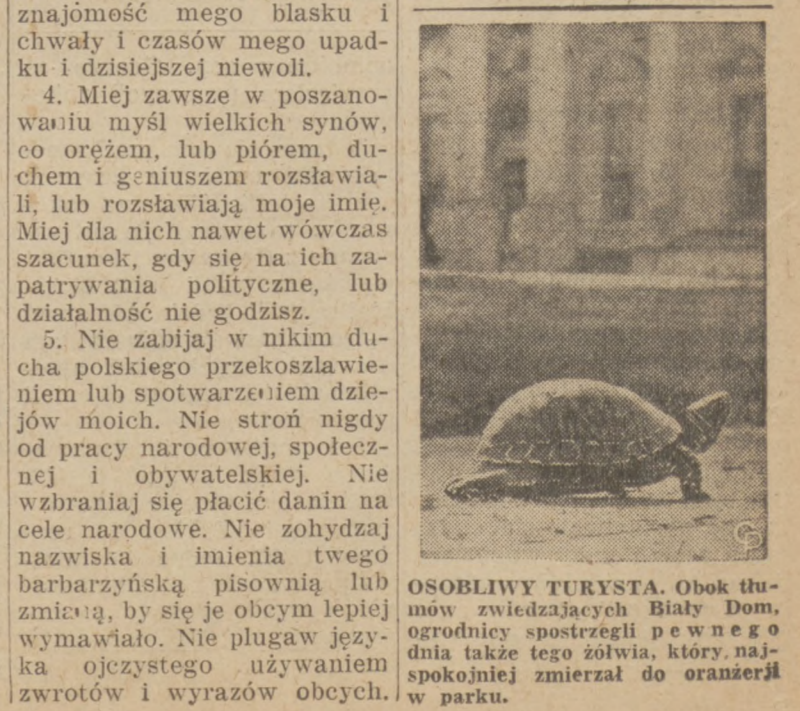 znajomość mego blasku i
chwały i czasów mego upad-
ku i dzisiejszej niewoli.
4. Miej zawsze w poszano-
waniu myśl wielkich synów,
co orężem, lub piórem, du-
chem i geniuszem rozsławia-
li, lub rozsławiają moje imię.
Miej dla nich nawet wówczas
szacunek, gdy się na ich za-
patrywania polityczne, lub
działalność nie godzisz.
5. Nie zabijaj w nikim du-
cha polskiego przekoszlawie-
niem lub spotwarzeniem dzie-
jów moich. Nie stroń nigdy
od pracy narodowej, społecz-
nej i obywatelskiej. Nie
wzbraniaj się płacić danin na
cele narodowe. Nie zohydzaj
nazwiska i imienia twego
barbarzyńską pisownią lub
zmianą, by się je obcym lepiej
wymawiało. Nie plugaw języ-
ka ojczystego używaniem
zwrotów i wyrazów obcych.
OSOBLIWY TURYSTA. Obok tłu-
mów zwiedzających Biały Dom,
ogrodnicy spostrzegli pewnego
dnia także tego żółwia, który, naj-
spokojniej zmierzał do oranżerji
w parku.